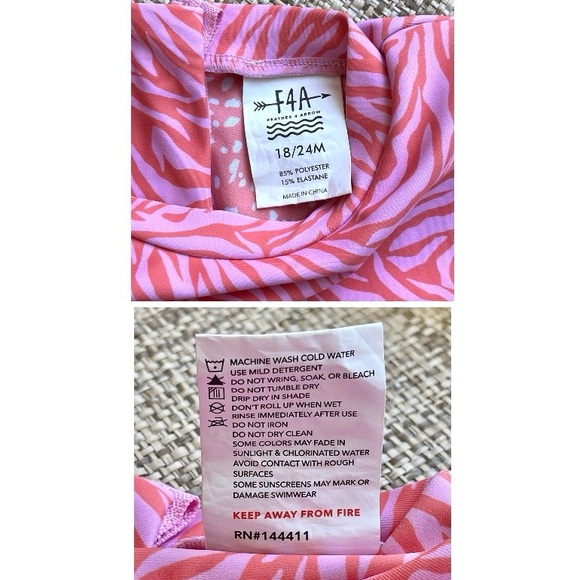 F4A
FEATHER 4 ARROW
18/24M
85% POLYESTER
15% ELASTANE
MADE IN CHINA
MACHINE WASH COLD WATER
USE MILD DETERGENT
DO NOT WRING, SOAK, OR BLEACH
DO NOT TUMBLE DRY
DRIP DRY IN SHADE
DON'T ROLL UP WHEN WET
RINSE IMMEDIATELY AFTER USE
DO NOT IRON
DO NOT DRY CLEAN
SOME COLORS MAY FADE IN
SUNLIGHT & CHLORINATED WATER
AVOID CONTACT WITH ROUGH
SURFACES
SOME SUNSCREENS MAY MARK OR
DAMAGE SWIMWEAR
KEEP AWAY FROM FIRE
RN#144411